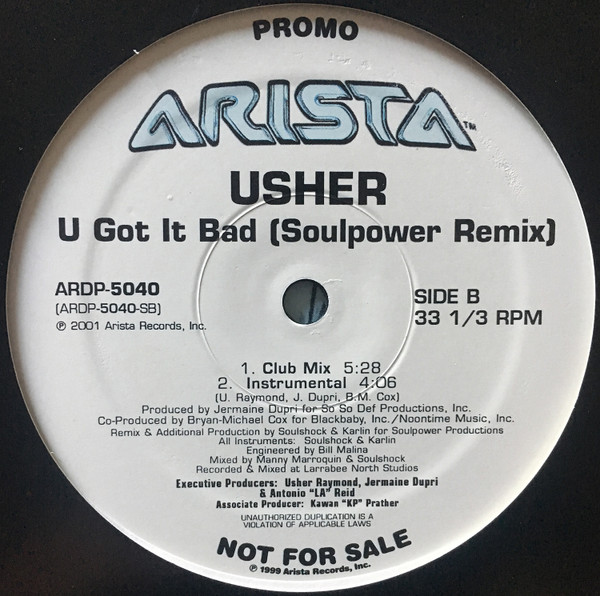 PROMO
ARISTA™
USHER
U Got It Bad (Soulpower Remix)
ARDP-5040
(ARDP-5040-SB)
℗ 2001 Arista Records, Inc.
SIDE B
33 1/3 RPM
1. Club Mix 5:28
2. Instrumental 4:06
(U. Raymond, J. Dupri, B.M. Cox)
Produced by Jermaine Dupri for So So Def Productions, Inc.
Co-Produced by Bryan-Michael Cox for Blackbaby, Inc./Noontime Music, Inc.
Remix & Additional Production by Soulshock & Karlin for Soulpower Productions
All Instruments: Soulshock & Karlin
Engineered by Bill Malina
Mixed by Manny Marroquin & Soulshock
Recorded & Mixed at Larrabee North Studios
Executive Producers: Usher Raymond, Jermaine Dupri
& Antonio "LA" Reid
Associate Producer: Kawan "KP" Prather
UNAUTHORIZED DUPLICATION IS A
VIOLATION OF APPLICABLE LAWS
NOT FOR SALE
℗ 1999 Arista Records, Inc.